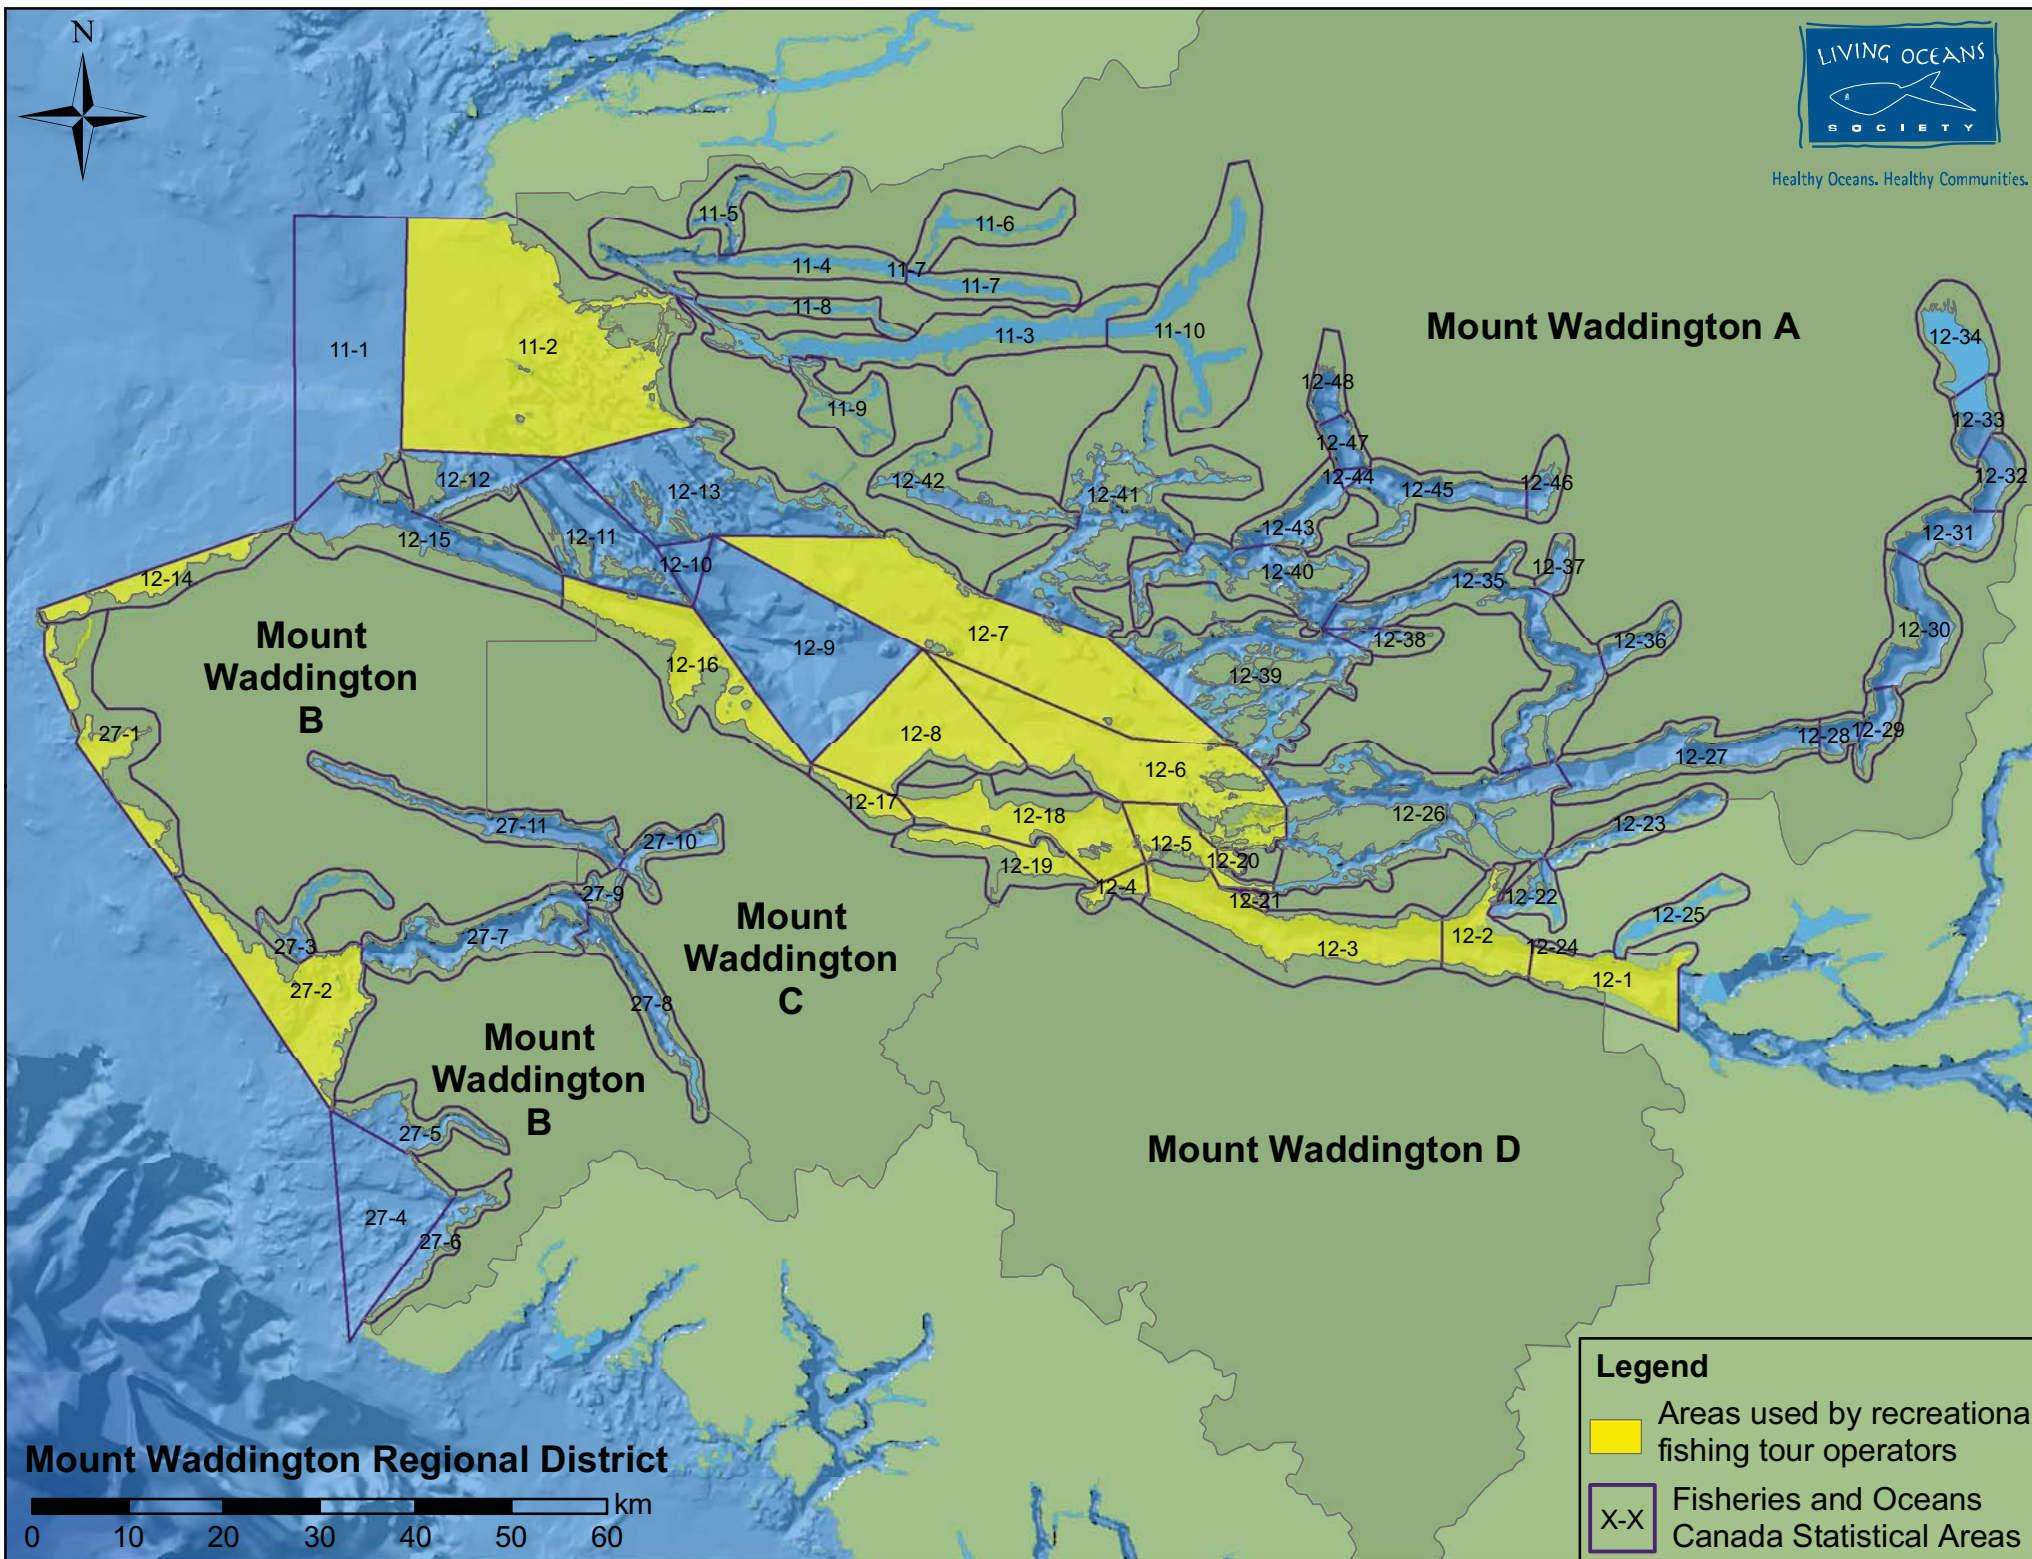 N
LIVING OCEANS
SOCIETY
Healthy Oceans. Healthy Communities.
11-5
11-6
11-4
11-7
11-7
11-8
11-3
11-10
11-1
11-2
Mount Waddington A
12-34
11-9
12-48
12-33
12-47
12-12
12-13
12-42
12-41
12-44
12-45
12-46
12-32
12-15
12-11
12-43
12-31
12-14
12-10
12-40
12-35
12-37
12-30
Mount
Waddington
B
12-16
12-9
12-7
12-38
12-36
12-39
27-1
12-8
12-6
12-28
12-29
12-27
27-11
27-10
12-17
12-18
12-5
12-26
12-23
12-19
12-20
12-4
12-21
12-22
27-9
12-25
27-3
27-7
Mount
Waddington
C
12-3
12-2
12-24
12-1
27-2
27-8
Mount
Waddington
B
27-5
Mount Waddington D
27-4
27-6
Mount Waddington Regional District
km
0 10 20 30 40 50 60
Legend
Areas used by recreationa
fishing tour operators
X-X
Fisheries and Oceans
Canada Statistical Areas